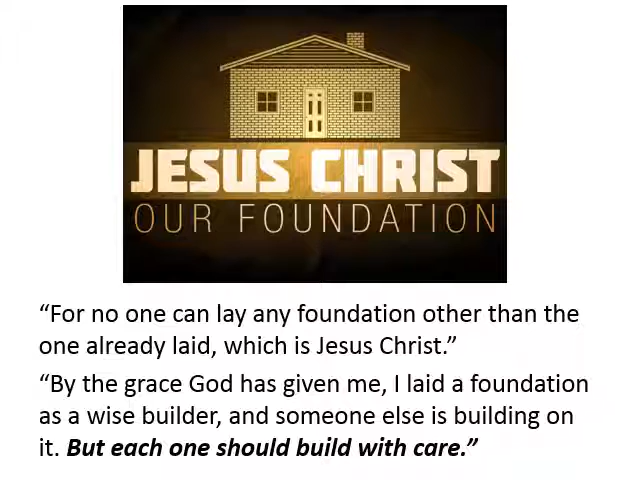 JESUS CHRIST
OUR FOUNDATION
“For no one can lay any foundation other than the
one already laid, which is Jesus Christ.”
“By the grace God has given me, I laid a foundation
as a wise builder, and someone else is building on
it. But each one should build with care.”